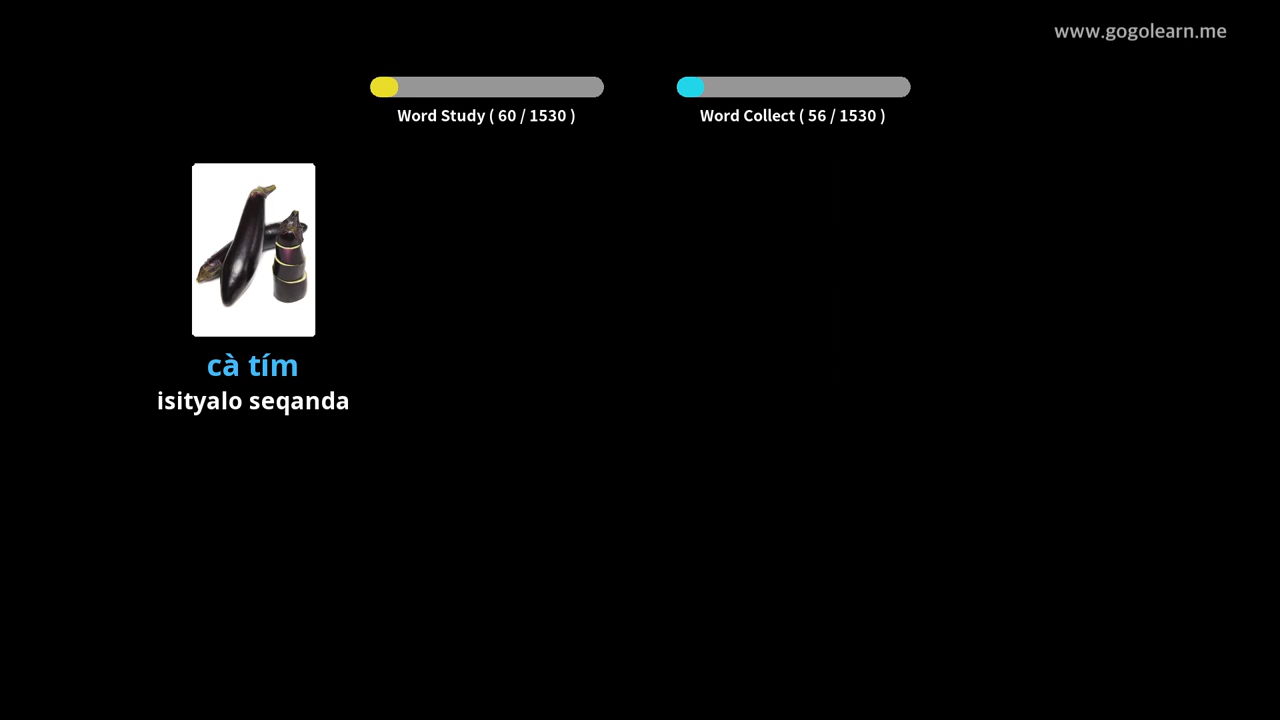 www.gogolearn.me
Word Study ( 60 / 1530 )
Word Collect ( 56 / 1530 )
cà tím
isityalo seqanda